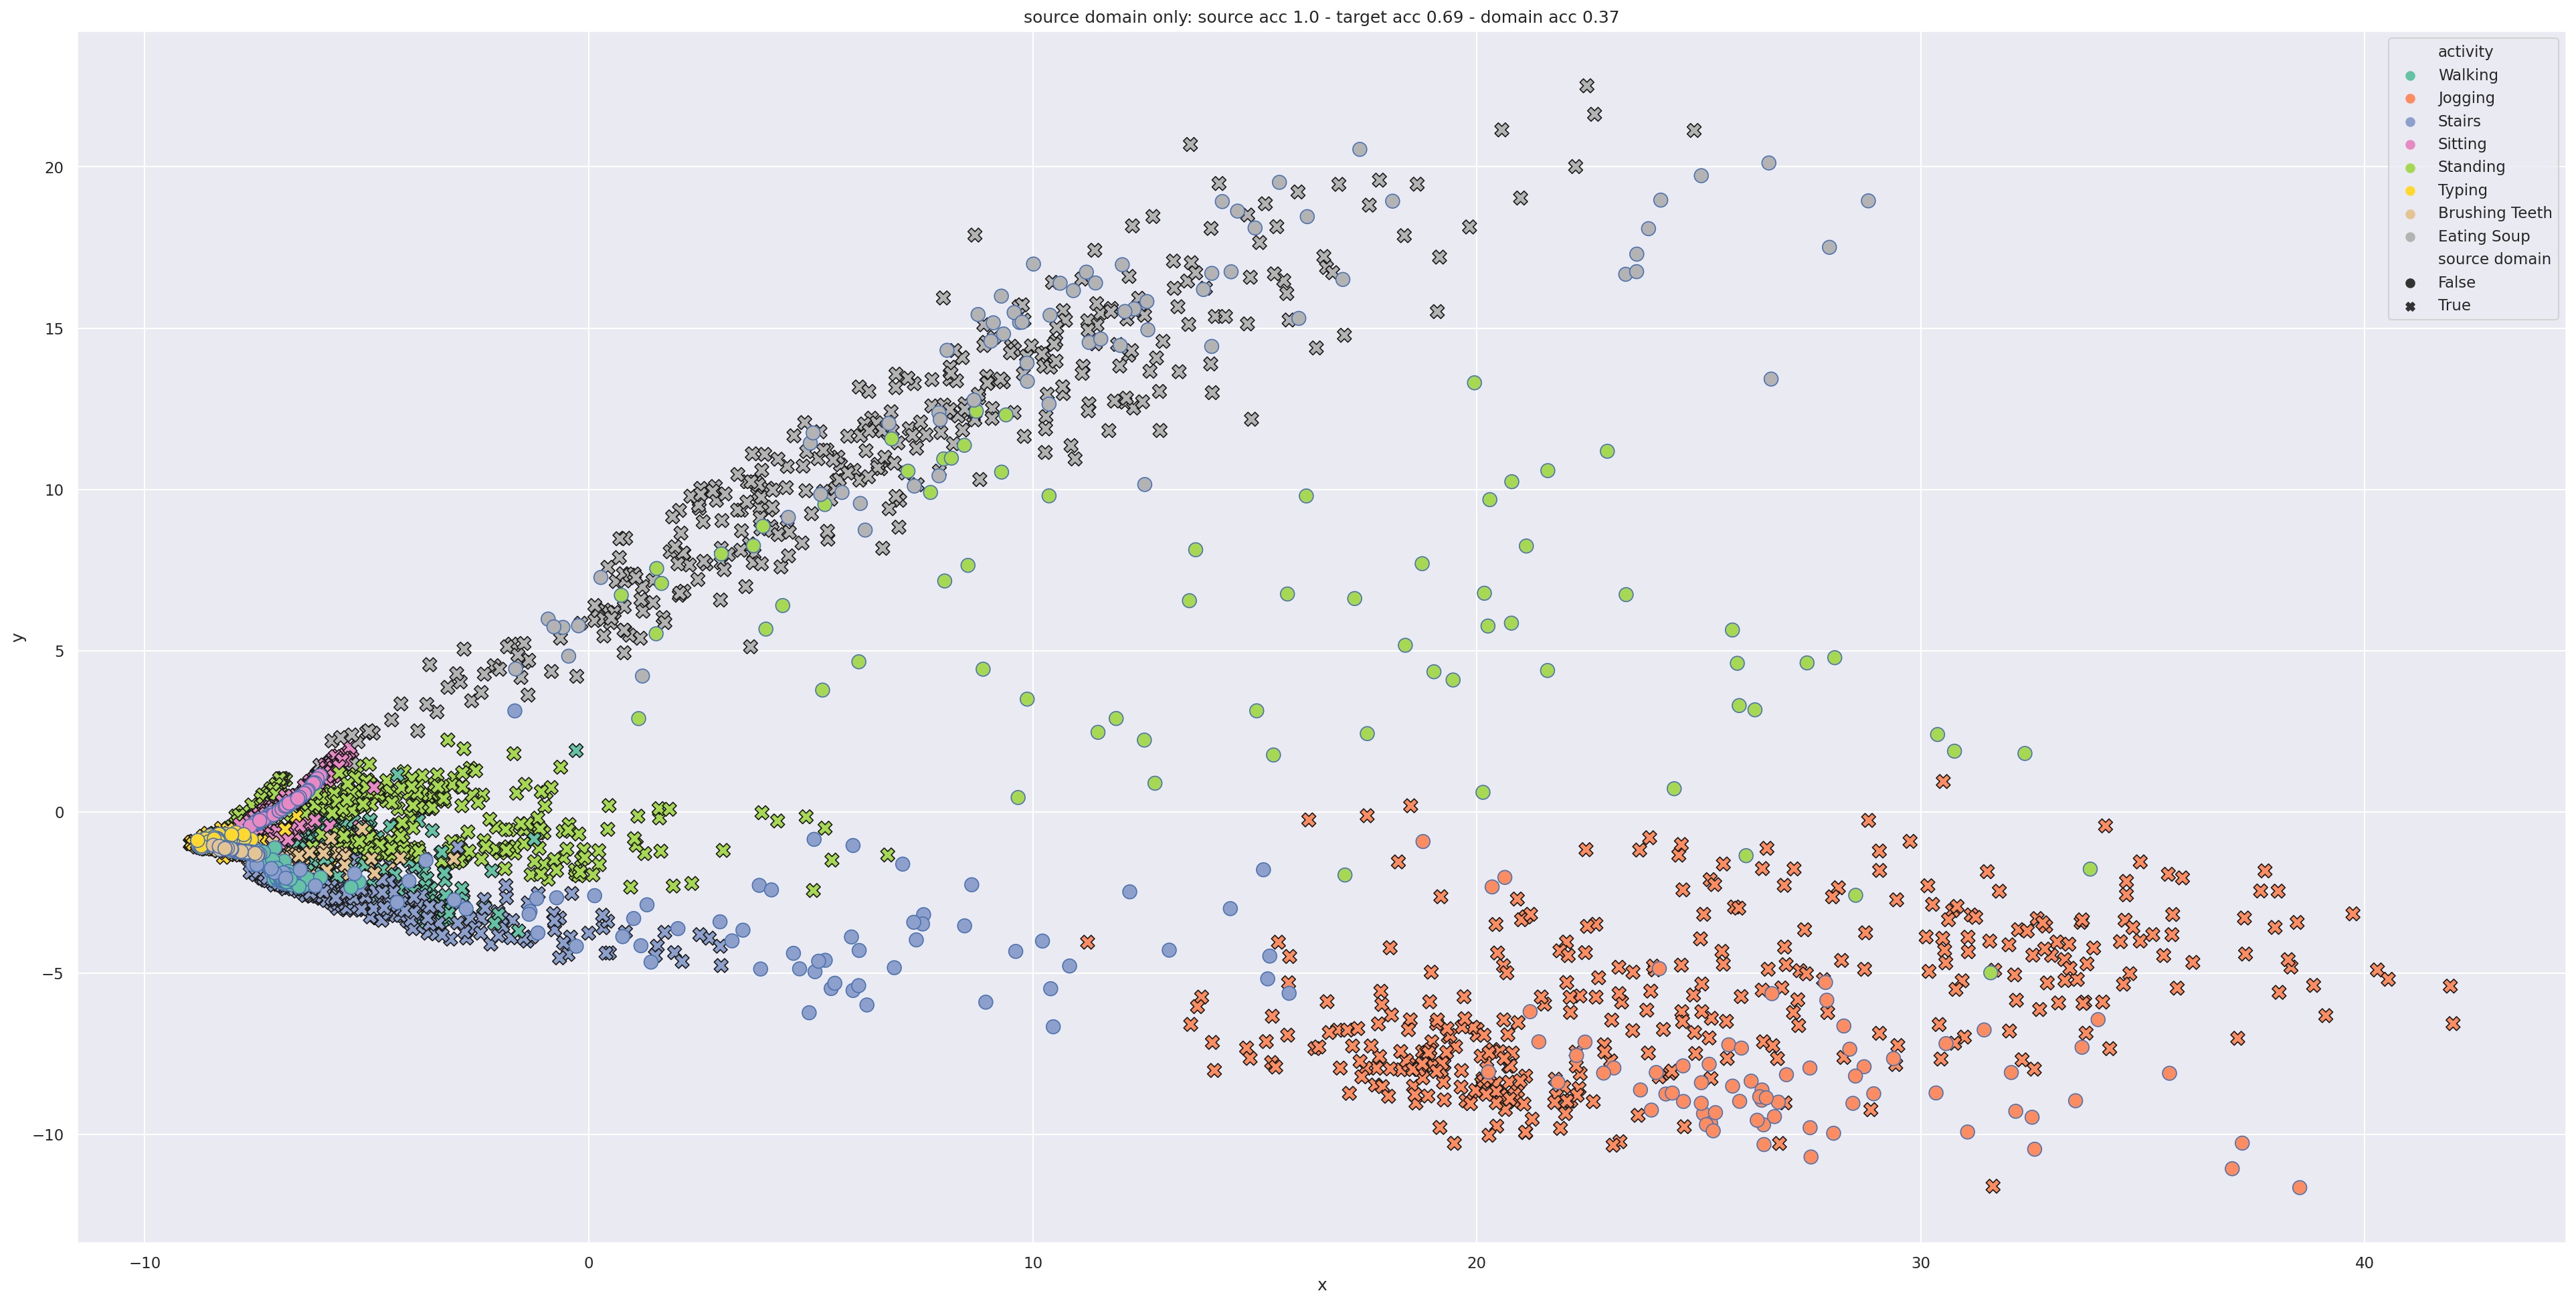 source domain only: source acc 1.0 - target acc 0.69 - domain acc 0.37
activity
Walking
Jogging
Stairs
Sitting
Standing
Typing
Brushing Teeth
Eating Soup
source domain
False
True
20
15
10
5
0
−5
−10
y
−10 0 10 20 30 40
x